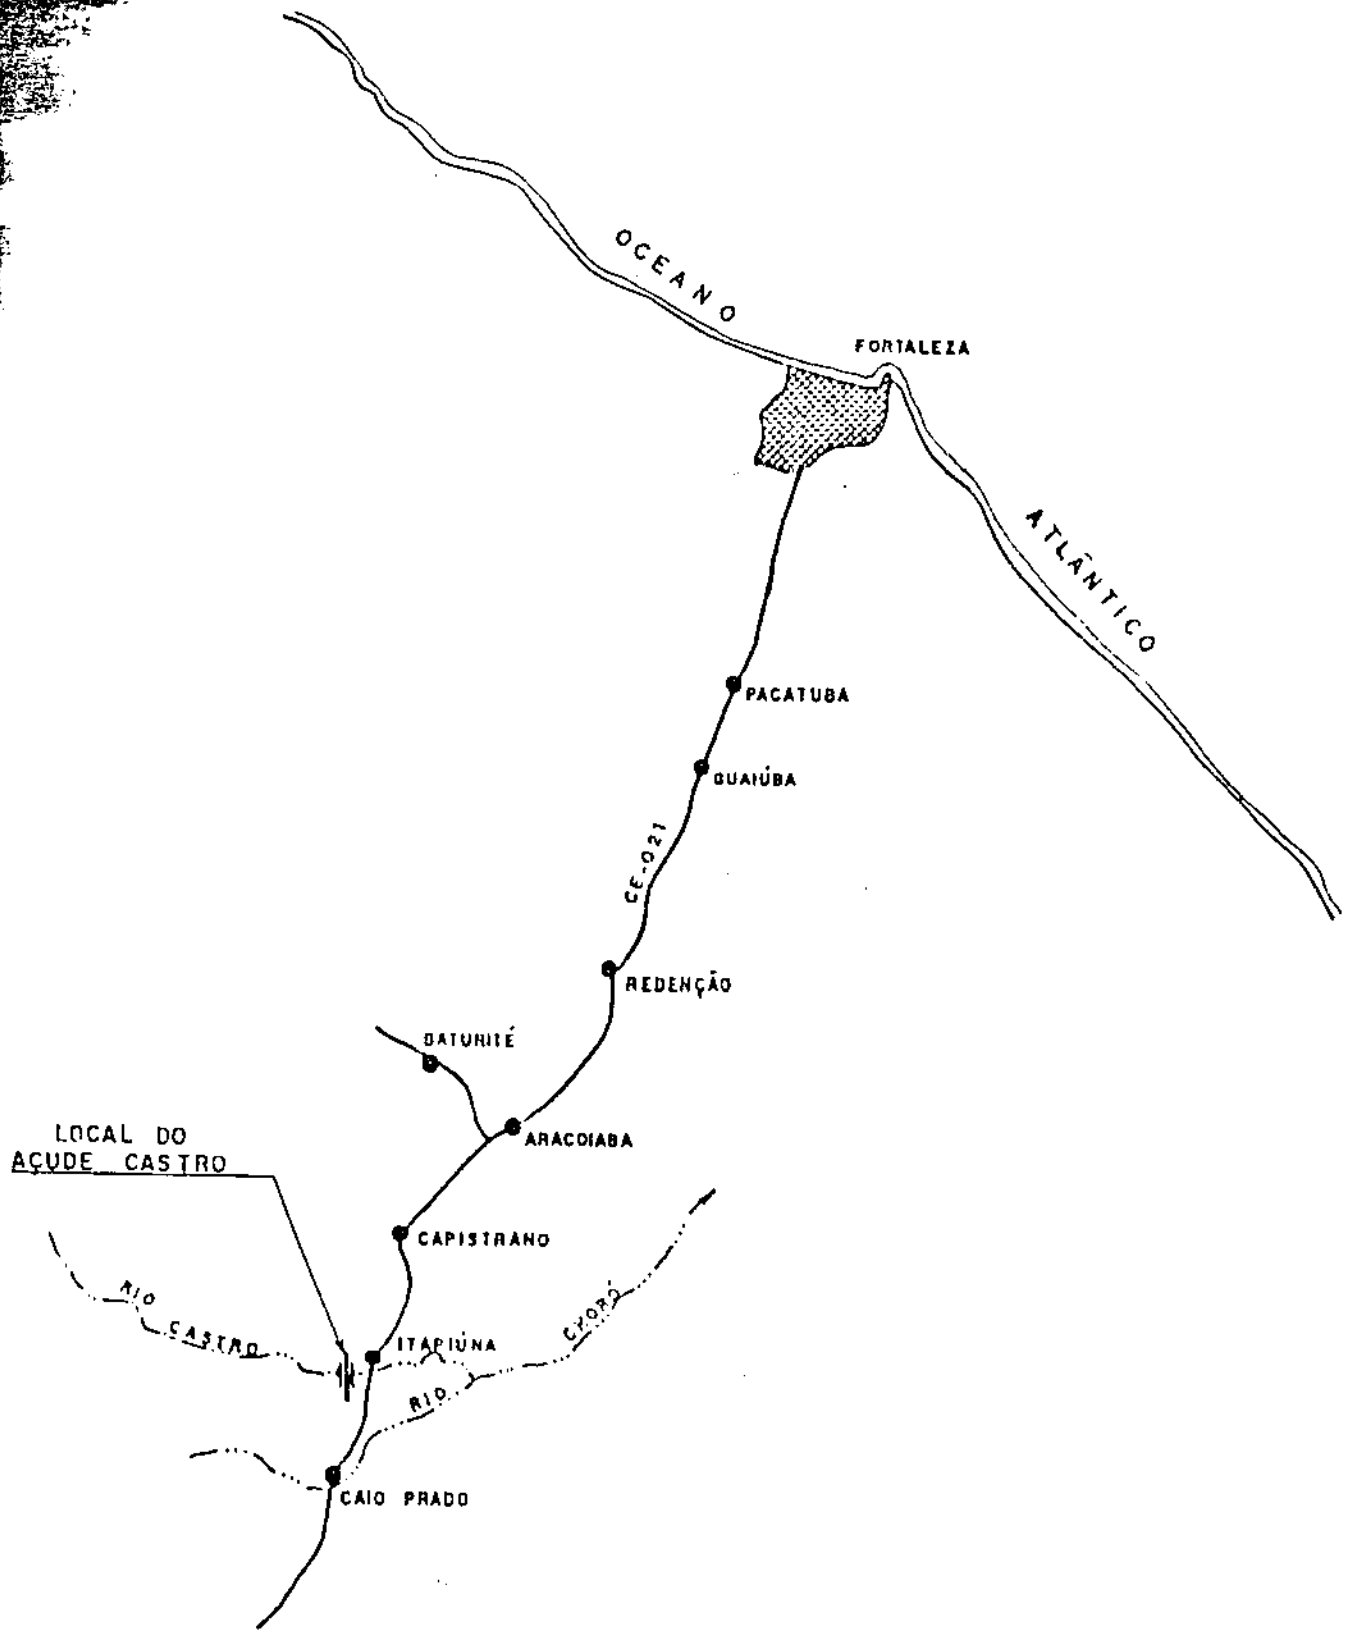 OCEANO
FORTALEZA
ATLÂNTICO
PACATUBA
GUAIÚBA
CE-021
REDENÇÃO
BATURITÉ
LOCAL DO
AÇUDE CASTRO
ARACOIABA
CAPISTRANO
RIO
CASTRO
ITAPIÚNA
CHORÓ
RIO
CAIO PRADO